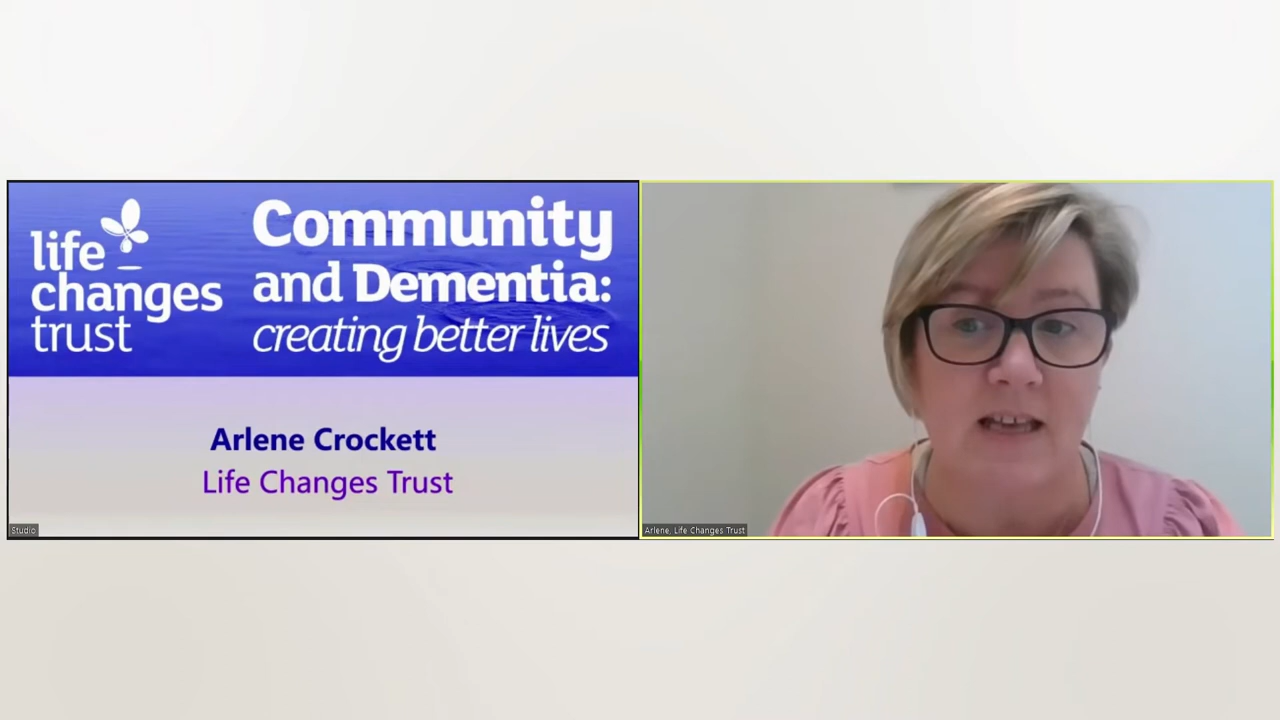 life
changes
trust
Community
and Dementia:
creating better lives
Arlene Crockett
Life Changes Trust
Studio
Arlene, Life Changes Trust